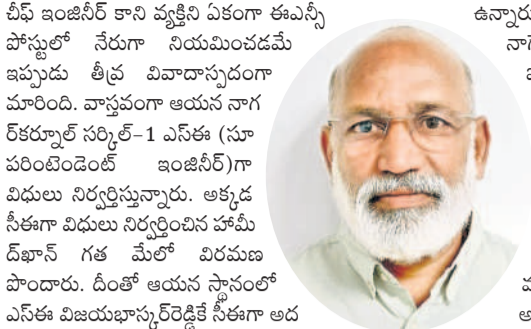 చీఫ్ ఇంజినీర్ కాని వ్యక్తిని ఏకంగా ఈఎన్సీ
పోస్టులో నేరుగా నియమించడమే
ఇప్పుడు తీవ్ర వివాదాస్పదంగా
మారింది. వాస్తవంగా ఆయన నాగ
ర్‌కర్నూల్ సర్కిల్-1 ఎస్ఈ (సూ
పరింటెండెంట్ ఇంజినీర్)గా
విధులు నిర్వర్తిస్తున్నారు. అక్కడ
సీఈగా విధులు నిర్వర్తించిన హామీ
ద్‌ఖాన్ గత మేలో విరమణ
పొందారు. దీంతో ఆయన స్థానంలో
ఎస్ఈ విజయభాస్కర్‌రెడ్డికే సీఈగా అద
ఉన్నారు